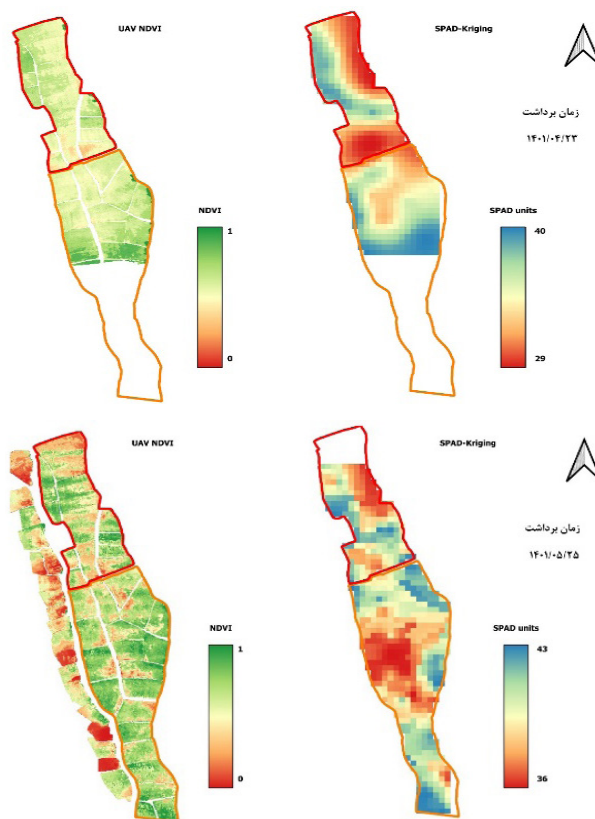 UAV NDVI
SPAD-Kriging
زمان برداشت
۱۴۰۱/۰۴/۲۳
NDVI
1
0
SPAD units
40
29
UAV NDVI
SPAD-Kriging
زمان برداشت
۱۴۰۱/۰۵/۲۵
NDVI
1
0
SPAD units
43
36